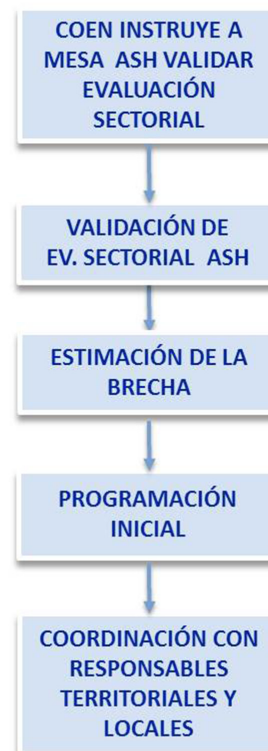 COEN INSTRUYE A
MESA ASH VALIDAR
EVALUACIÓN
SECTORIAL
VALIDACIÓN DE
EV. SECTORIAL ASH
ESTIMACIÓN DE LA
BRECHA
PROGRAMACIÓN
INICIAL
COORDINACIÓN CON
RESPONSABLES
TERRITORIALES Y
LOCALES